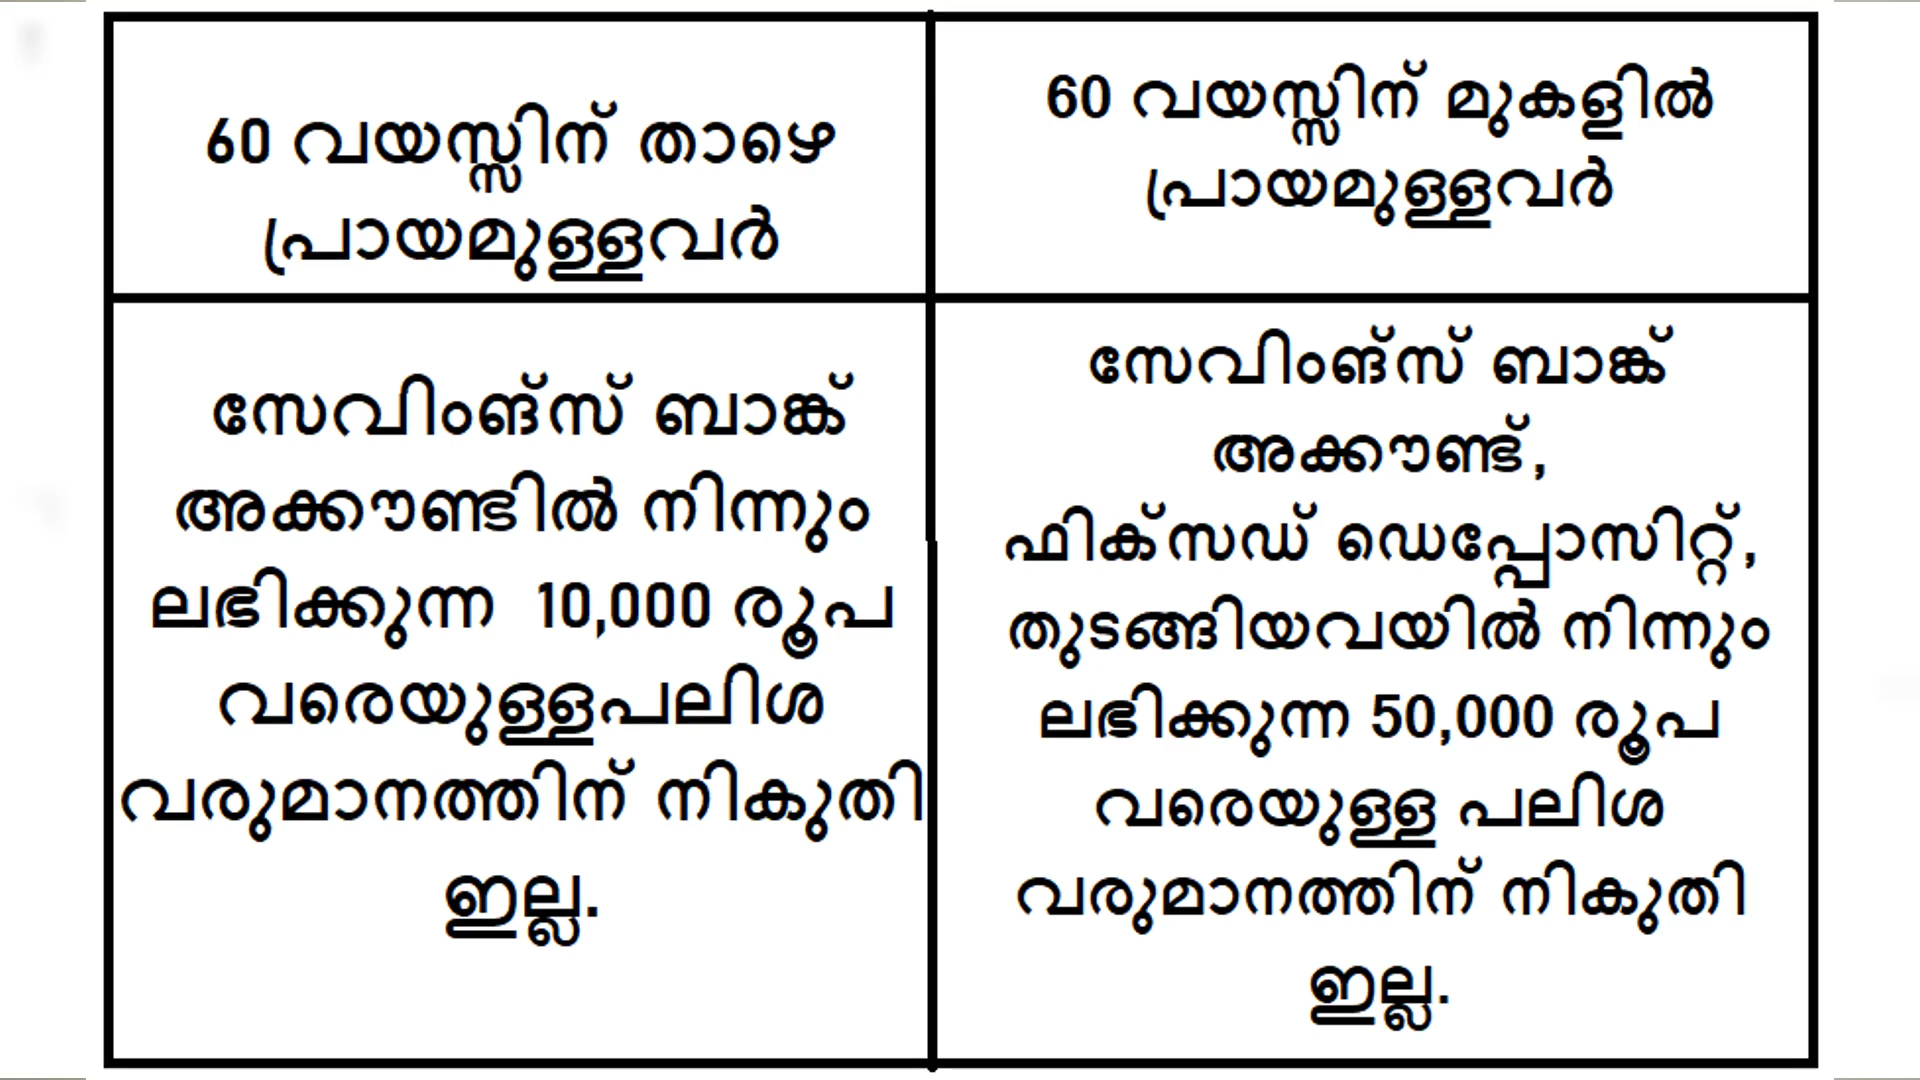 60 വയസ്സിന് താഴെ
പ്രായമുള്ളവർ
60 വയസ്സിന് മുകളിൽ
പ്രായമുള്ളവർ
സേവിംങ്സ് ബാങ്ക്
അക്കൗണ്ടിൽ നിന്നും
ലഭിക്കുന്ന 10,000 രൂപ
വരെയുള്ളപലിശ
വരുമാനത്തിന് നികുതി
ഇല്ല.
സേവിംങ്സ് ബാങ്ക്
അക്കൗണ്ട്,
ഫിക്സഡ് ഡെപ്പോസിറ്റ്,
തുടങ്ങിയവയിൽ നിന്നും
ലഭിക്കുന്ന 50,000 രൂപ
വരെയുള്ള പലിശ
വരുമാനത്തിന് നികുതി
ഇല്ല.